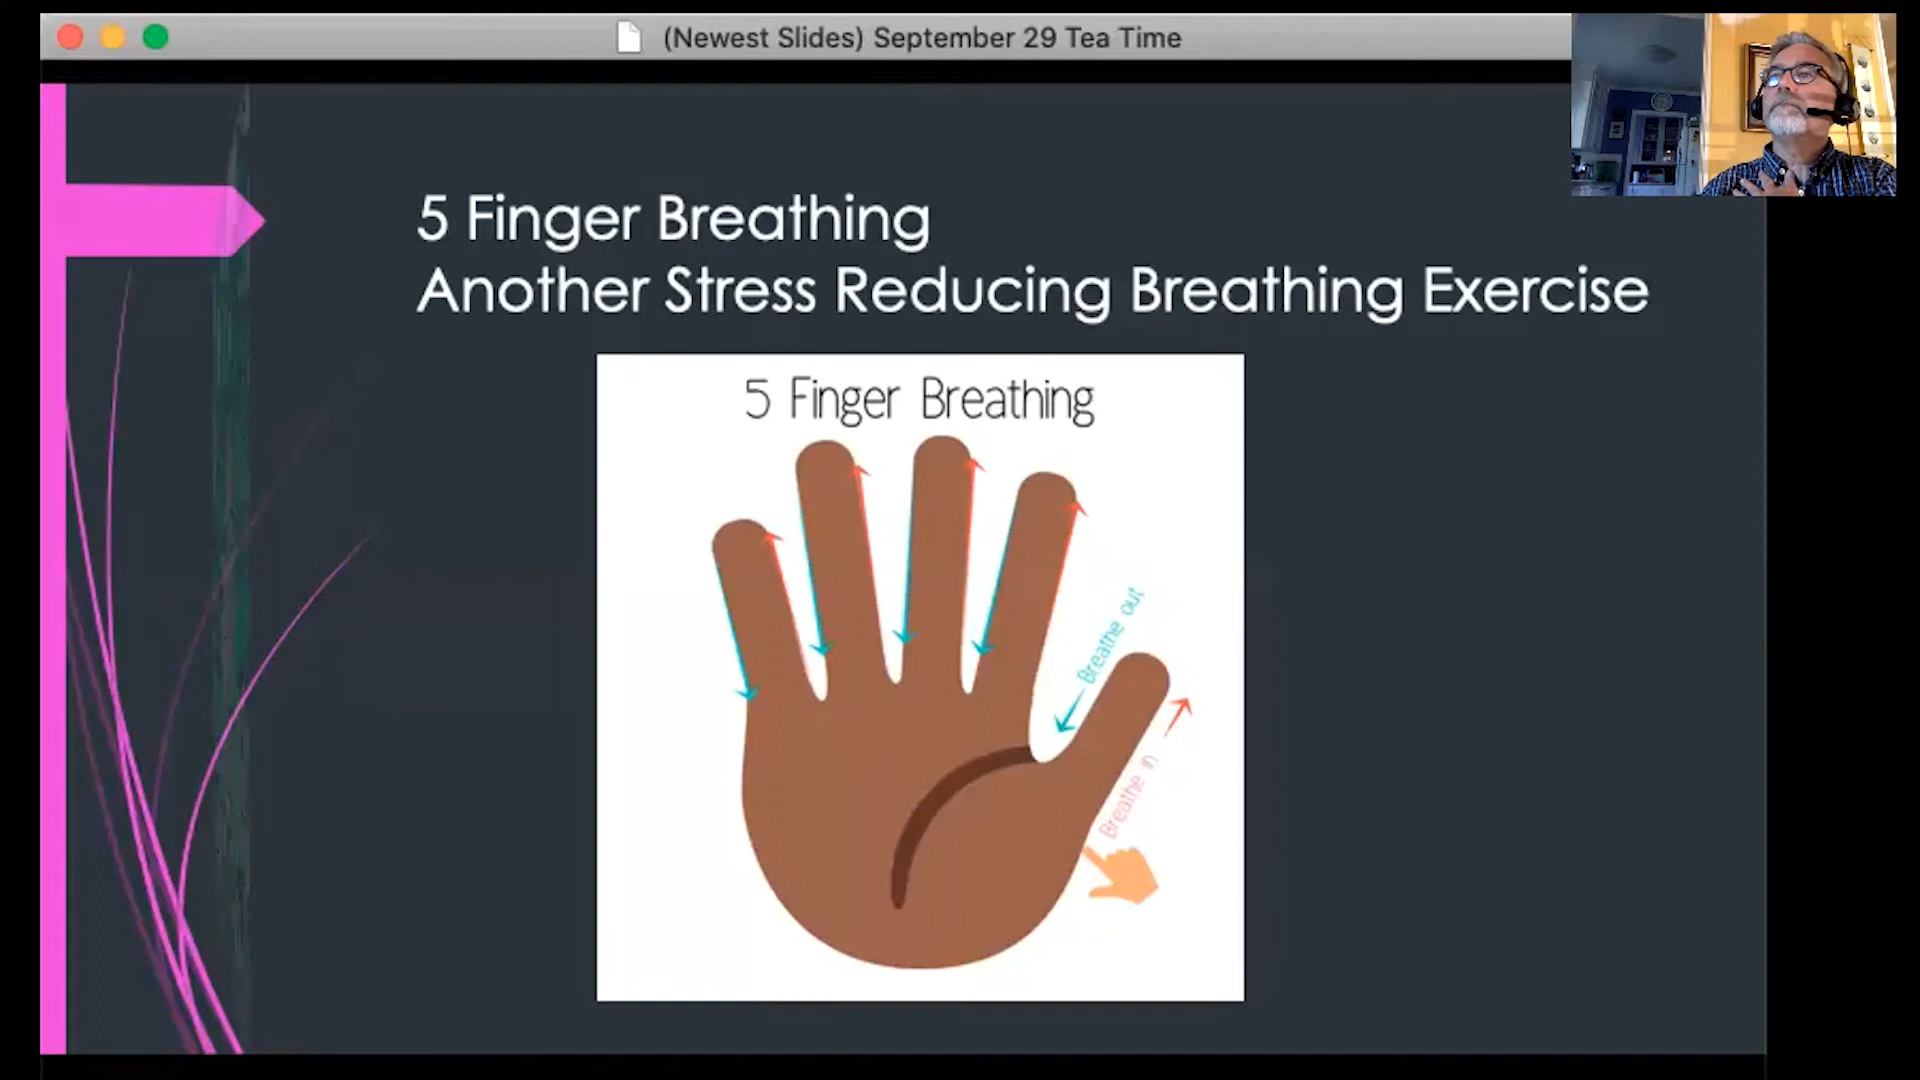 (Newest Slides) September 29 Tea Time
5 Finger Breathing
Another Stress Reducing Breathing Exercise
5 Finger Breathing
Breathe out
Breathe in